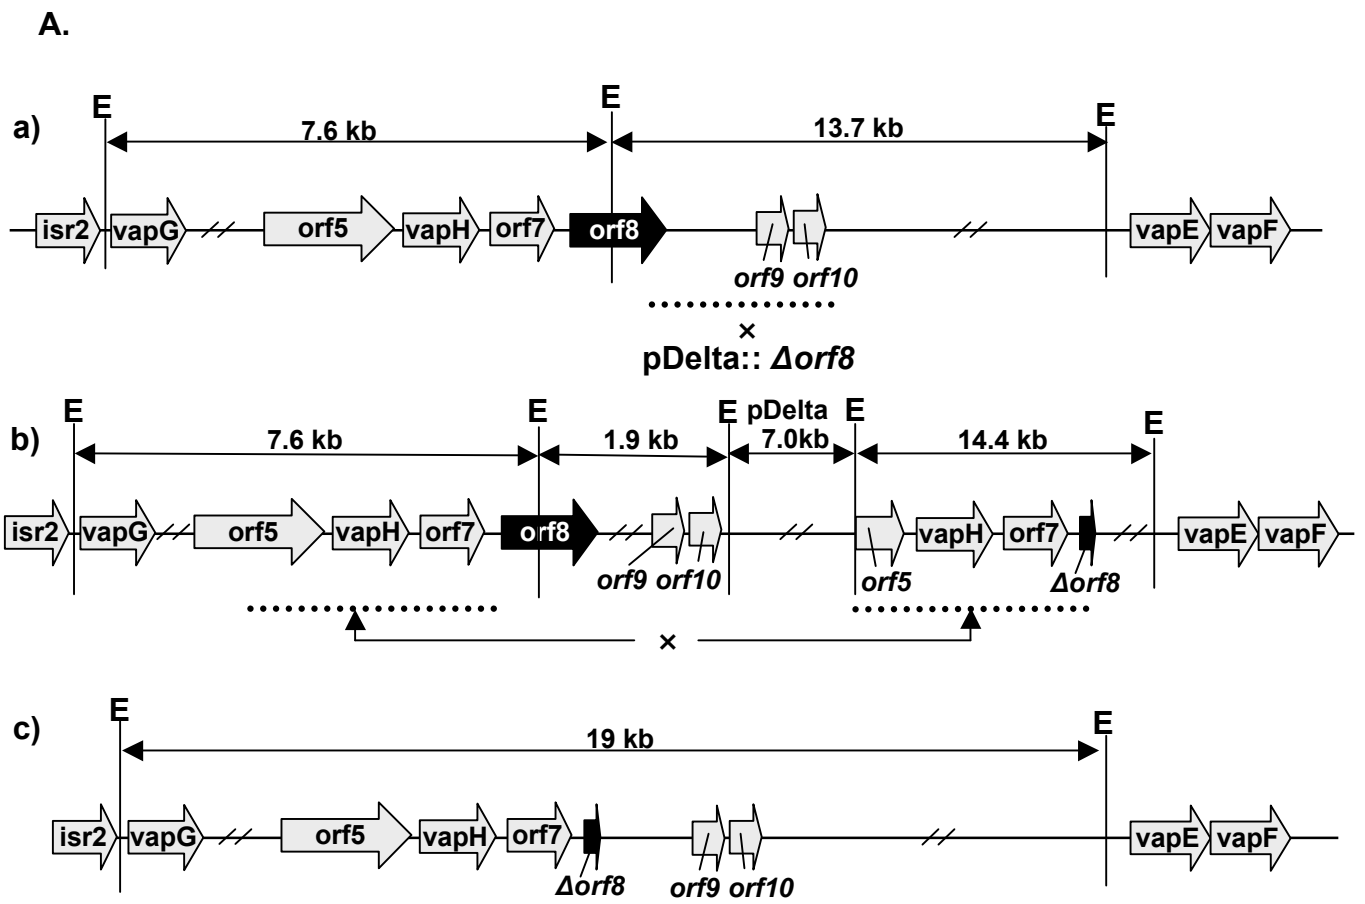 A.
E E E
a) 7.6 kb 13.7 kb
isr2 vapG orf5 vapH orf7 orf8 vapE vapF
orf9 orf10
×
pDelta:: Δorf8
E E E pDelta E E
b) 7.6 kb 1.9 kb 7.0kb 14.4 kb
isr2 vapG orf5 vapH orf7 orf8 vapH orf7 vapE vapF
orf9 orf10 orf5 Δorf8
×
E E
c) 19 kb
isr2 vapG orf5 vapH orf7 vapE vapF
Δorf8 orf9 orf10